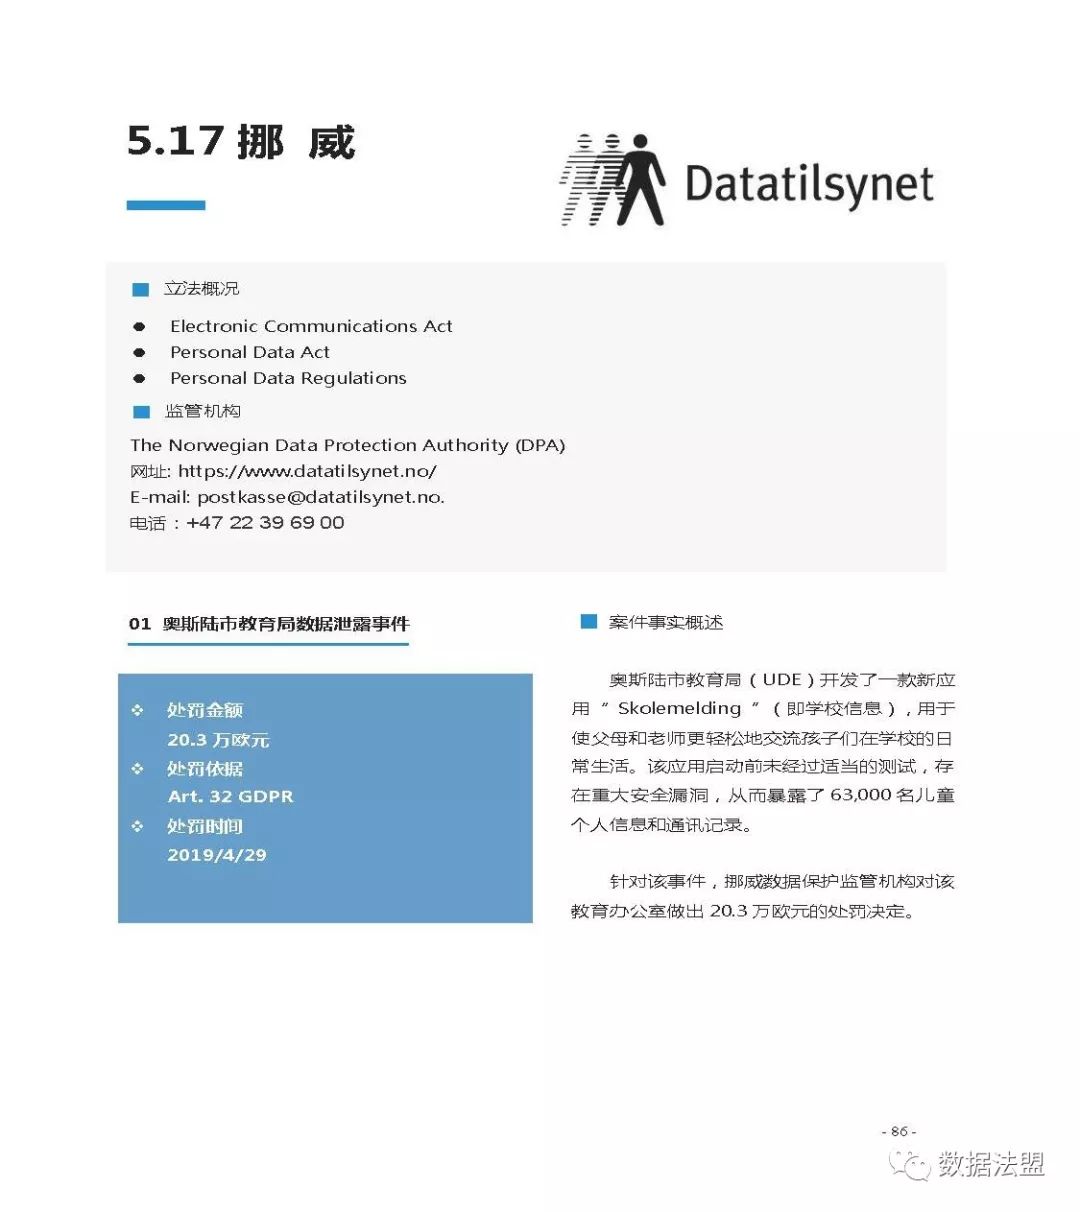 5.17 挪 威
Datatilsynet
立法概况
● Electronic Communications Act
● Personal Data Act
● Personal Data Regulations
监管机构
The Norwegian Data Protection Authority (DPA)
网址: https://www.datatilsynet.no/
E-mail: postkasse@datatilsynet.no.
电话：+47 22 39 69 00
01 奥斯陆市教育局数据泄露事件
处罚金额
20.3 万欧元
处罚依据
Art. 32 GDPR
处罚时间
2019/4/29
案件事实概述
奥斯陆市教育局（UDE）开发了一款新应
用“ Skolemelding ”（即学校信息），用于
使父母和老师更轻松地交流孩子们在学校的日
常生活。该应用启动前未经过适当的测试，存
在重大安全漏洞，从而暴露了 63,000 名儿童
个人信息和通讯记录。
针对该事件，挪威数据保护监管机构对该
教育办公室做出 20.3 万欧元的处罚决定。
- 86 -
数据法盟